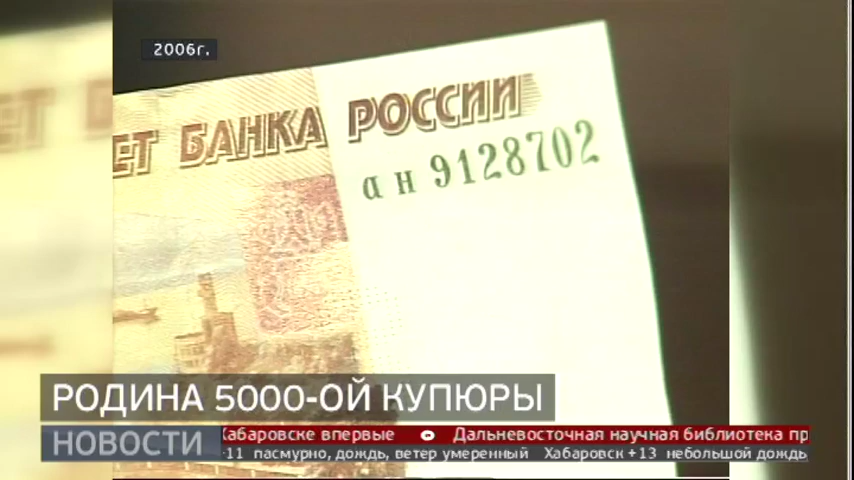 2006г.
ЕТ БАНКА РОССИИ
ан 9128702
РОДИНА 5000-ОЙ КУПЮРЫ
НОВОСТИ
Хабаровске впервые Дальневосточная научная библиотека пр
-11 пасмурно, дождь, ветер умеренный Хабаровск +13 небольшой дождь,